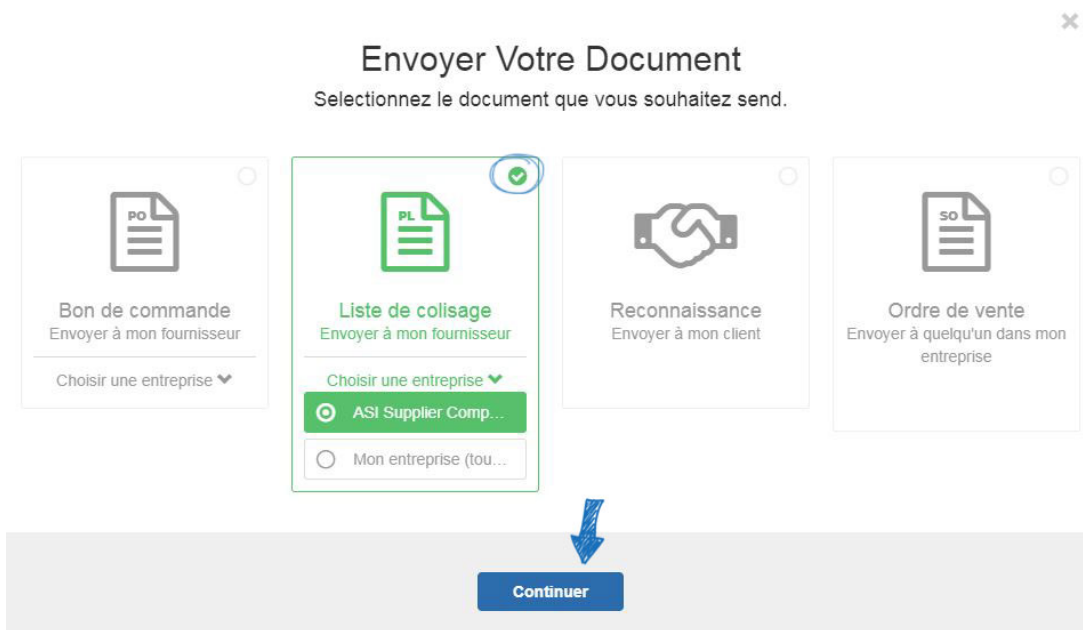 Envoyer Votre Document
Selectionnez le document que vous souhaitez send.
PO
Bon de commande
Envoyer à mon fournisseur
Choisir une entreprise
PL
Liste de colisage
Envoyer à mon fournisseur
Choisir une entreprise
ASI Supplier Comp...
Mon entreprise (tou...
Reconnaissance
Envoyer à mon client
SO
Ordre de vente
Envoyer à quelqu'un dans mon
entreprise
Continuer